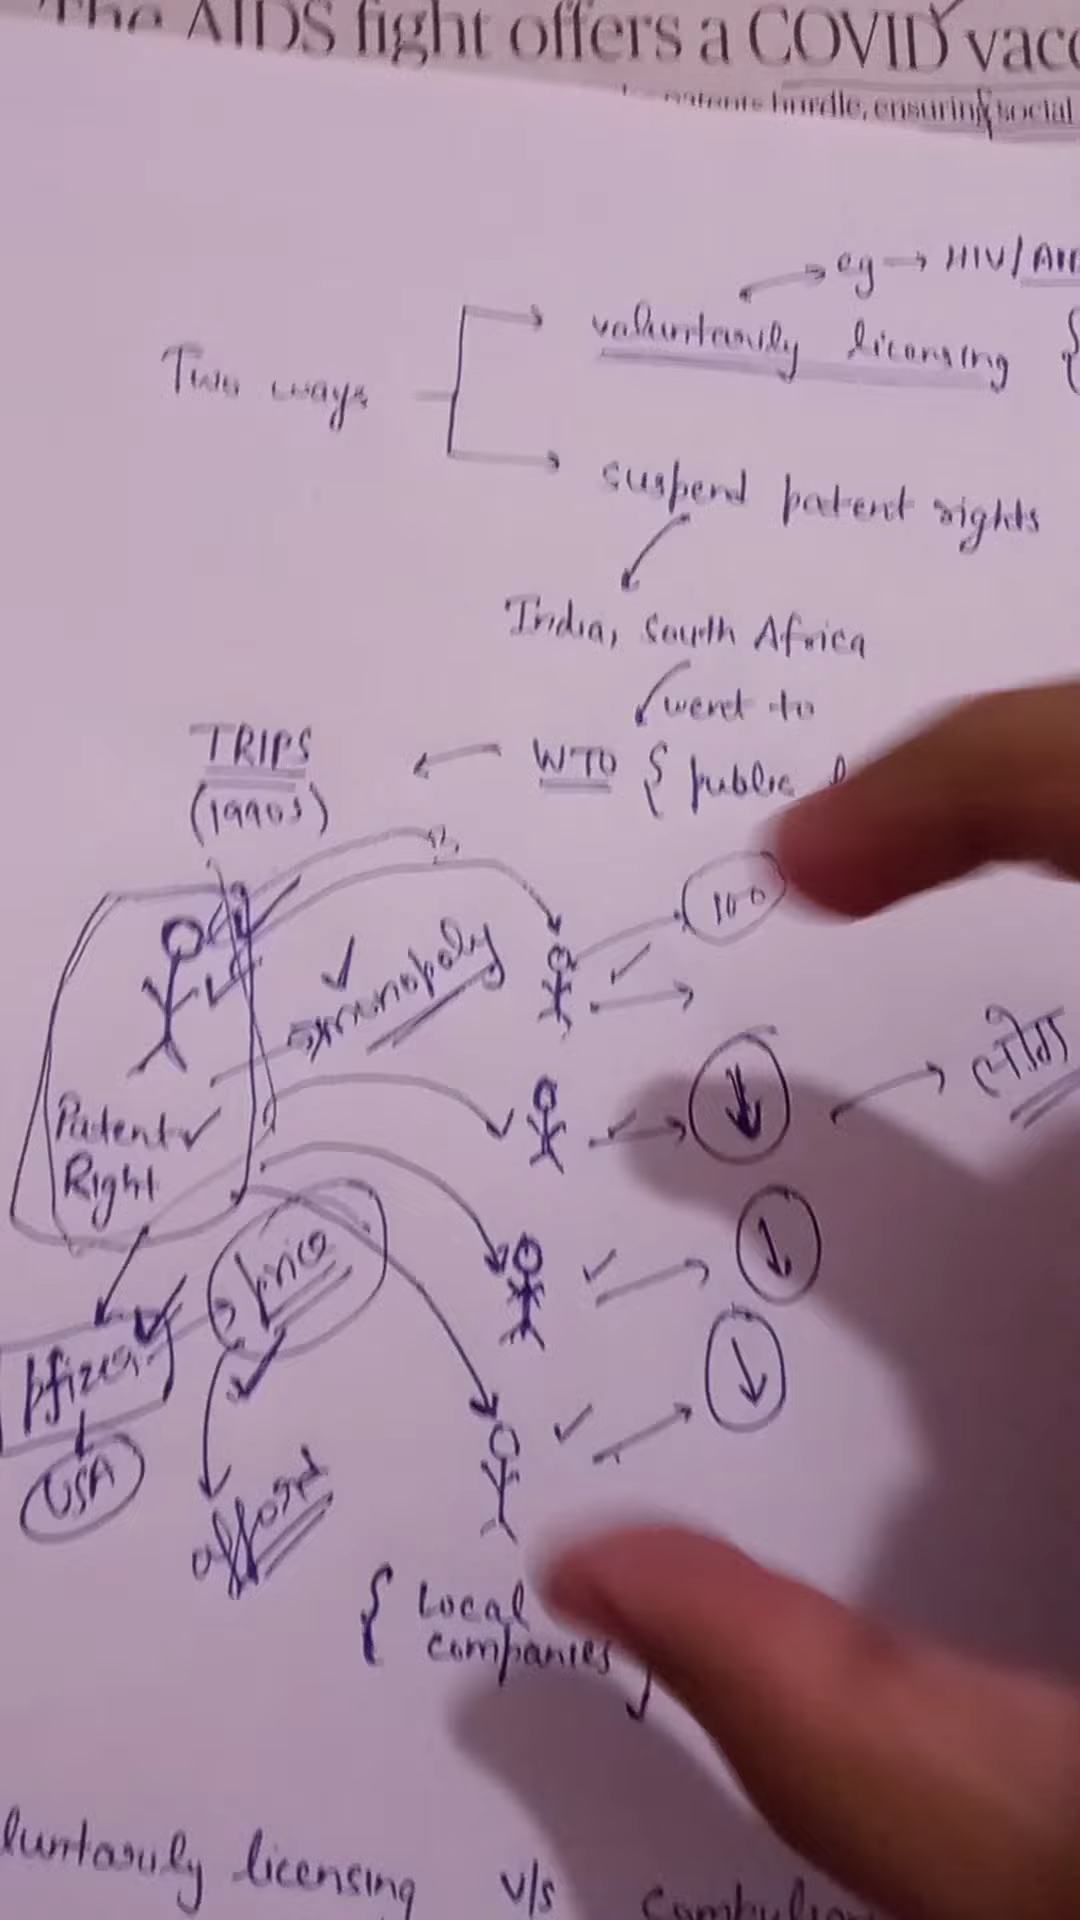 The AIDS fight offers a COVID vacc
patents hurdle, ensuring social
eg → HIV/AII
voluntarily licensing {
Two ways
suspend patent rights
India, South Africa
went to
TRIPS ← WTO { public
(1990s)
100
monopoly
लोग
Patent
Right
price
pfizer
USA
afford
{ Local
companies }
luntarily licensing v/s